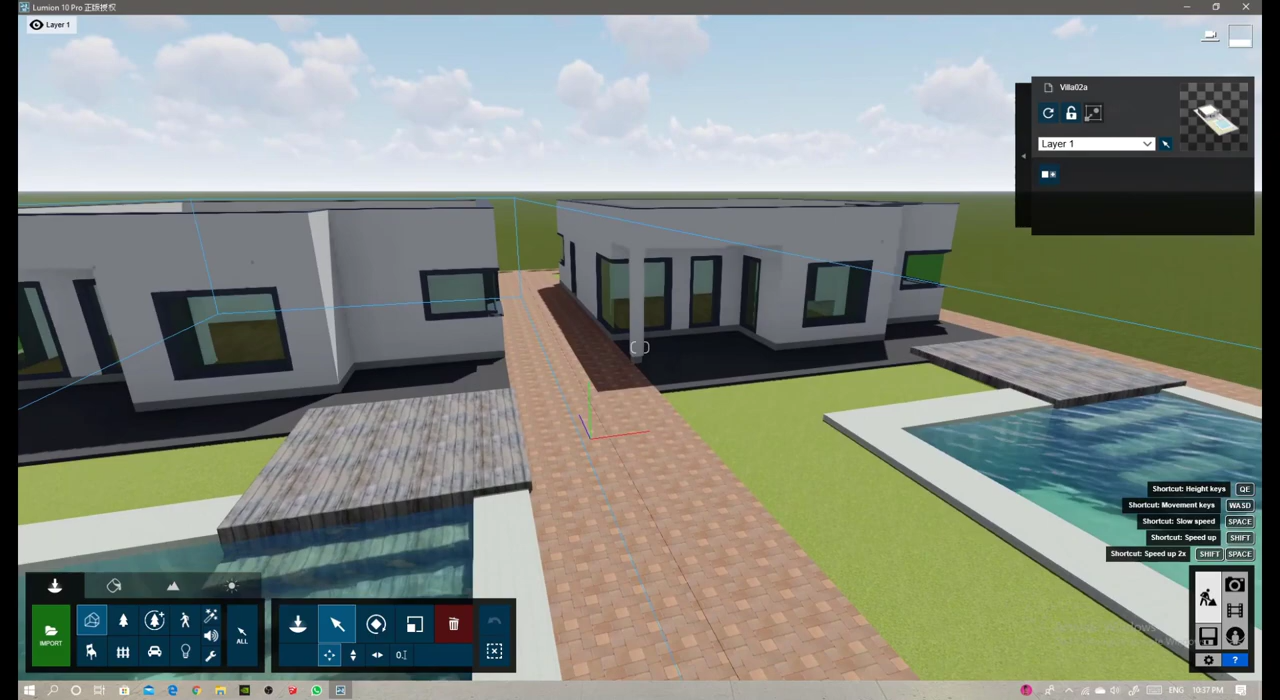 Lumion 10 Pro 正版授权
Layer 1
Villa02a
Layer 1
Shortcut: Height keys QE
Shortcut: Movement keys WASD
Shortcut: Slow speed SPACE
Shortcut: Speed up SHIFT
Shortcut: Speed up 2x SHIFT SPACE
IMPORT
ALL
ENG
10:37 PM